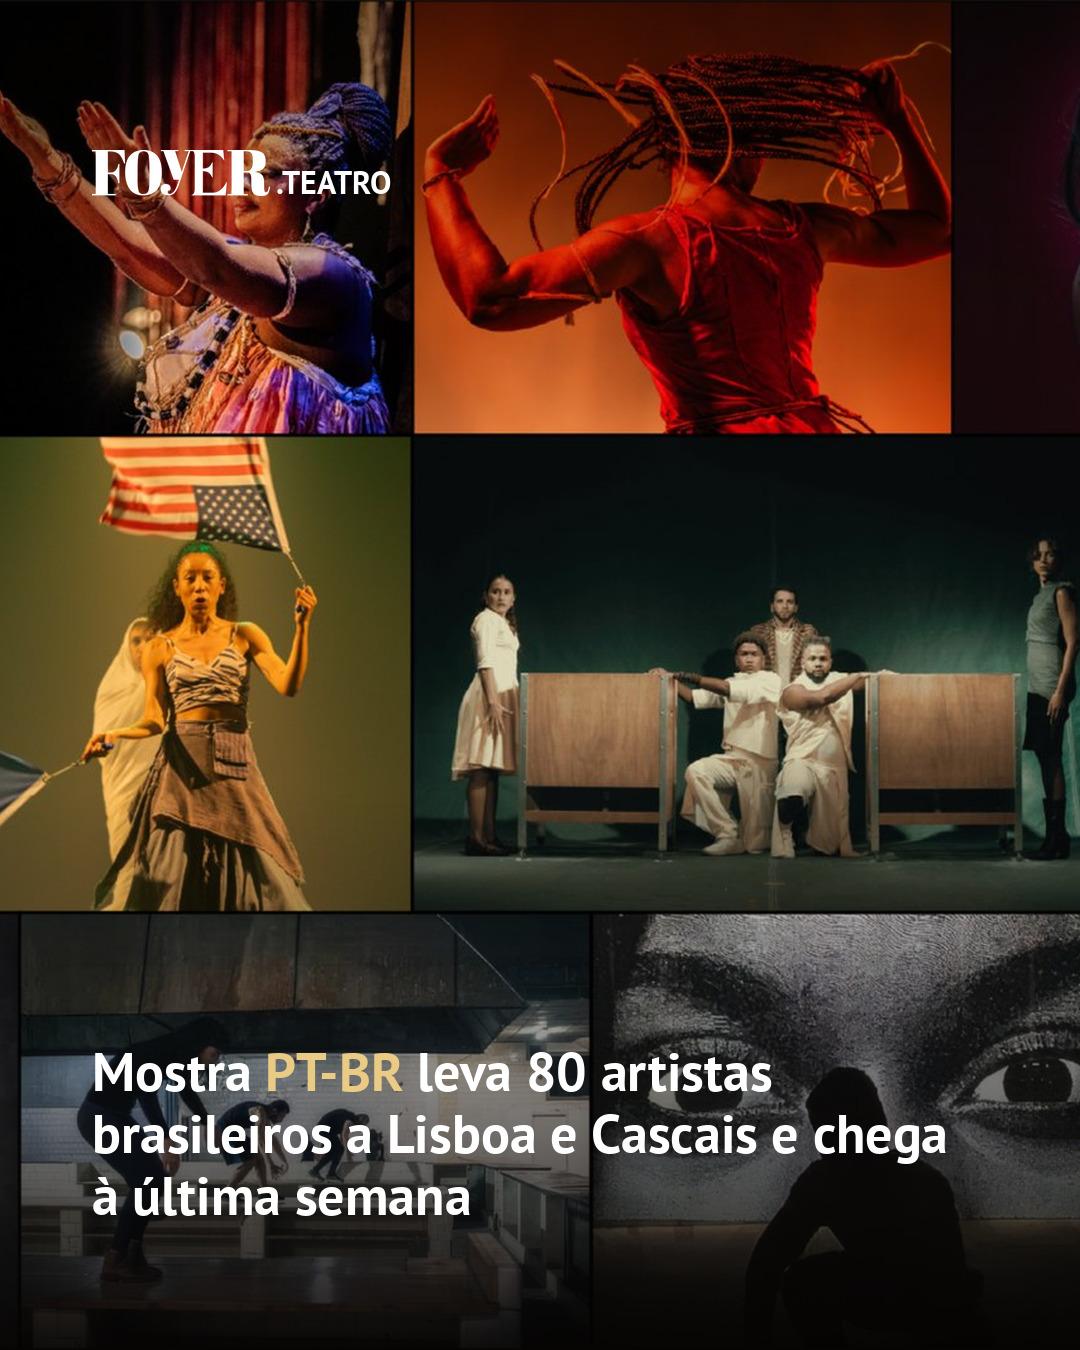 FOYER.TEATRO
Mostra PT-BR leva 80 artistas
brasileiros a Lisboa e Cascais e chega
à última semana